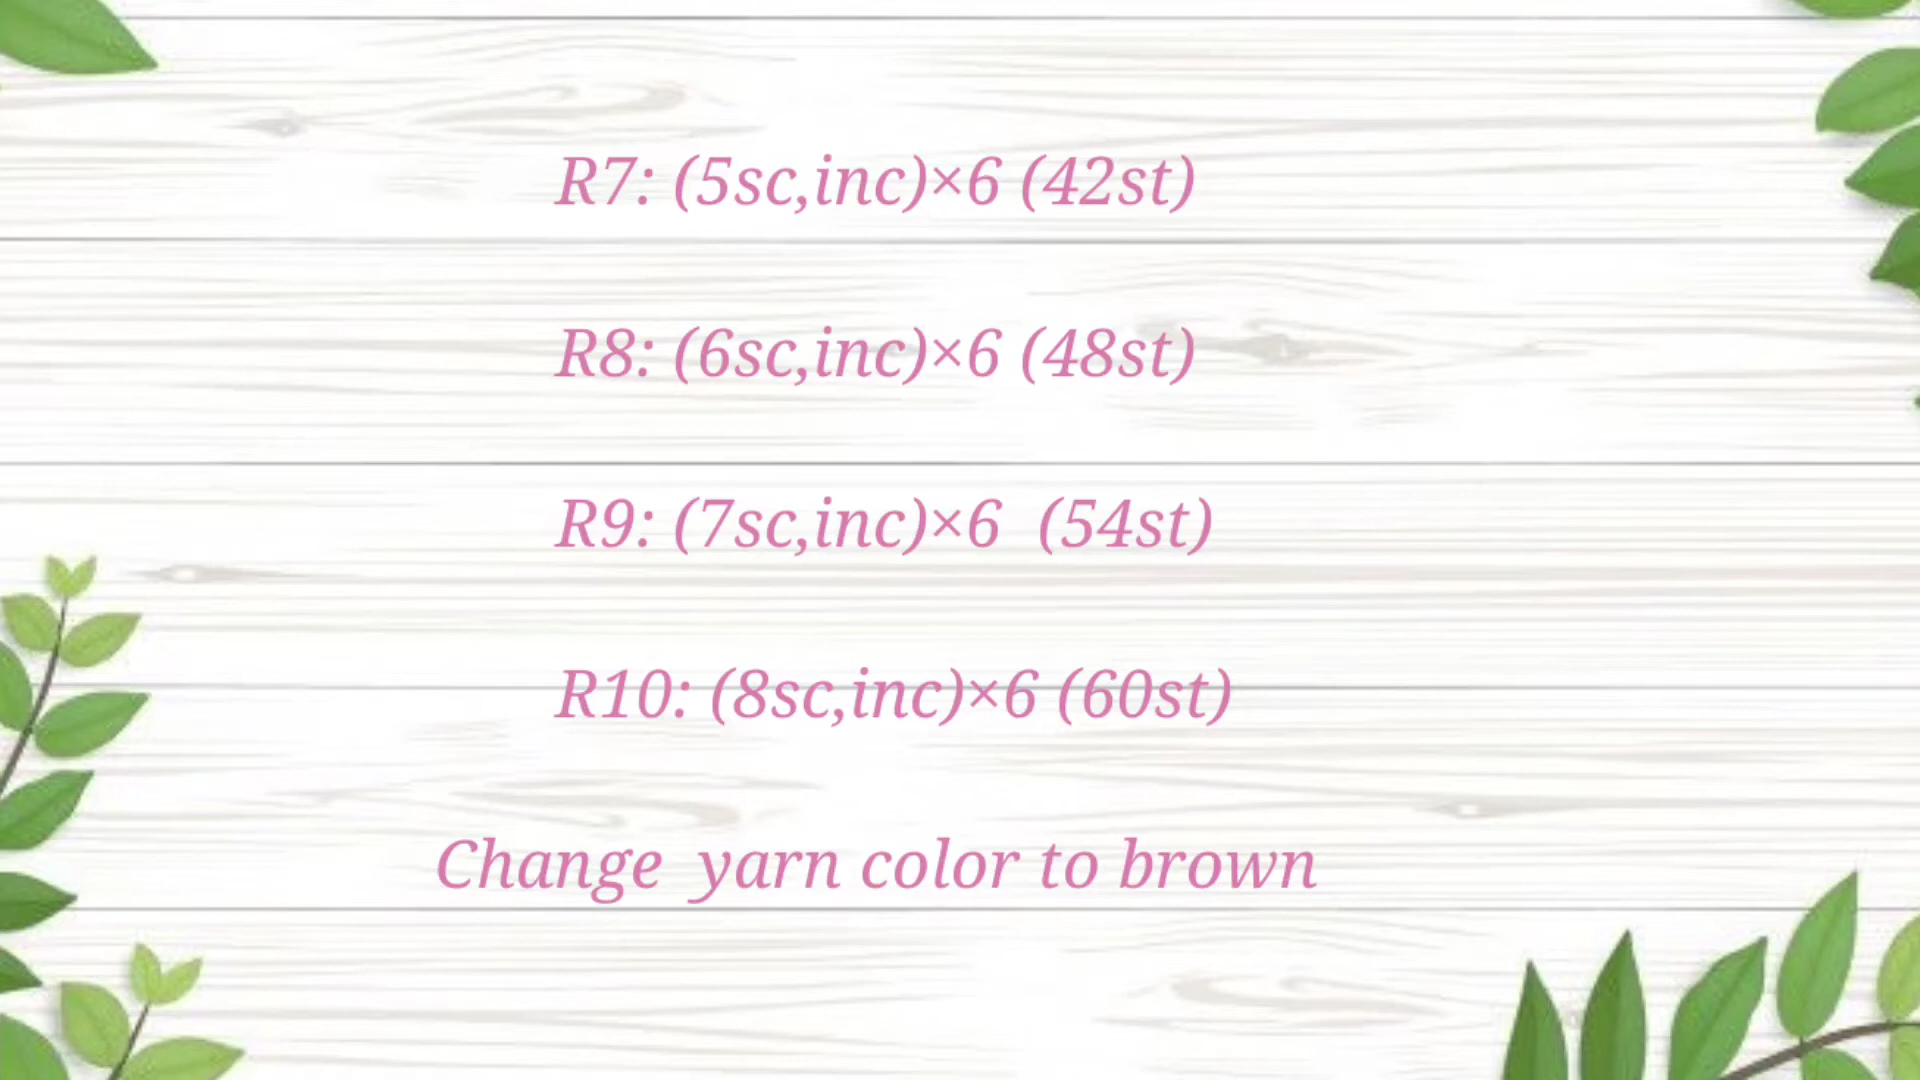 R7: (5sc,inc)×6 (42st)
R8: (6sc,inc)×6 (48st)
R9: (7sc,inc)×6  (54st)
R10: (8sc,inc)×6 (60st)
Change  yarn color to brown